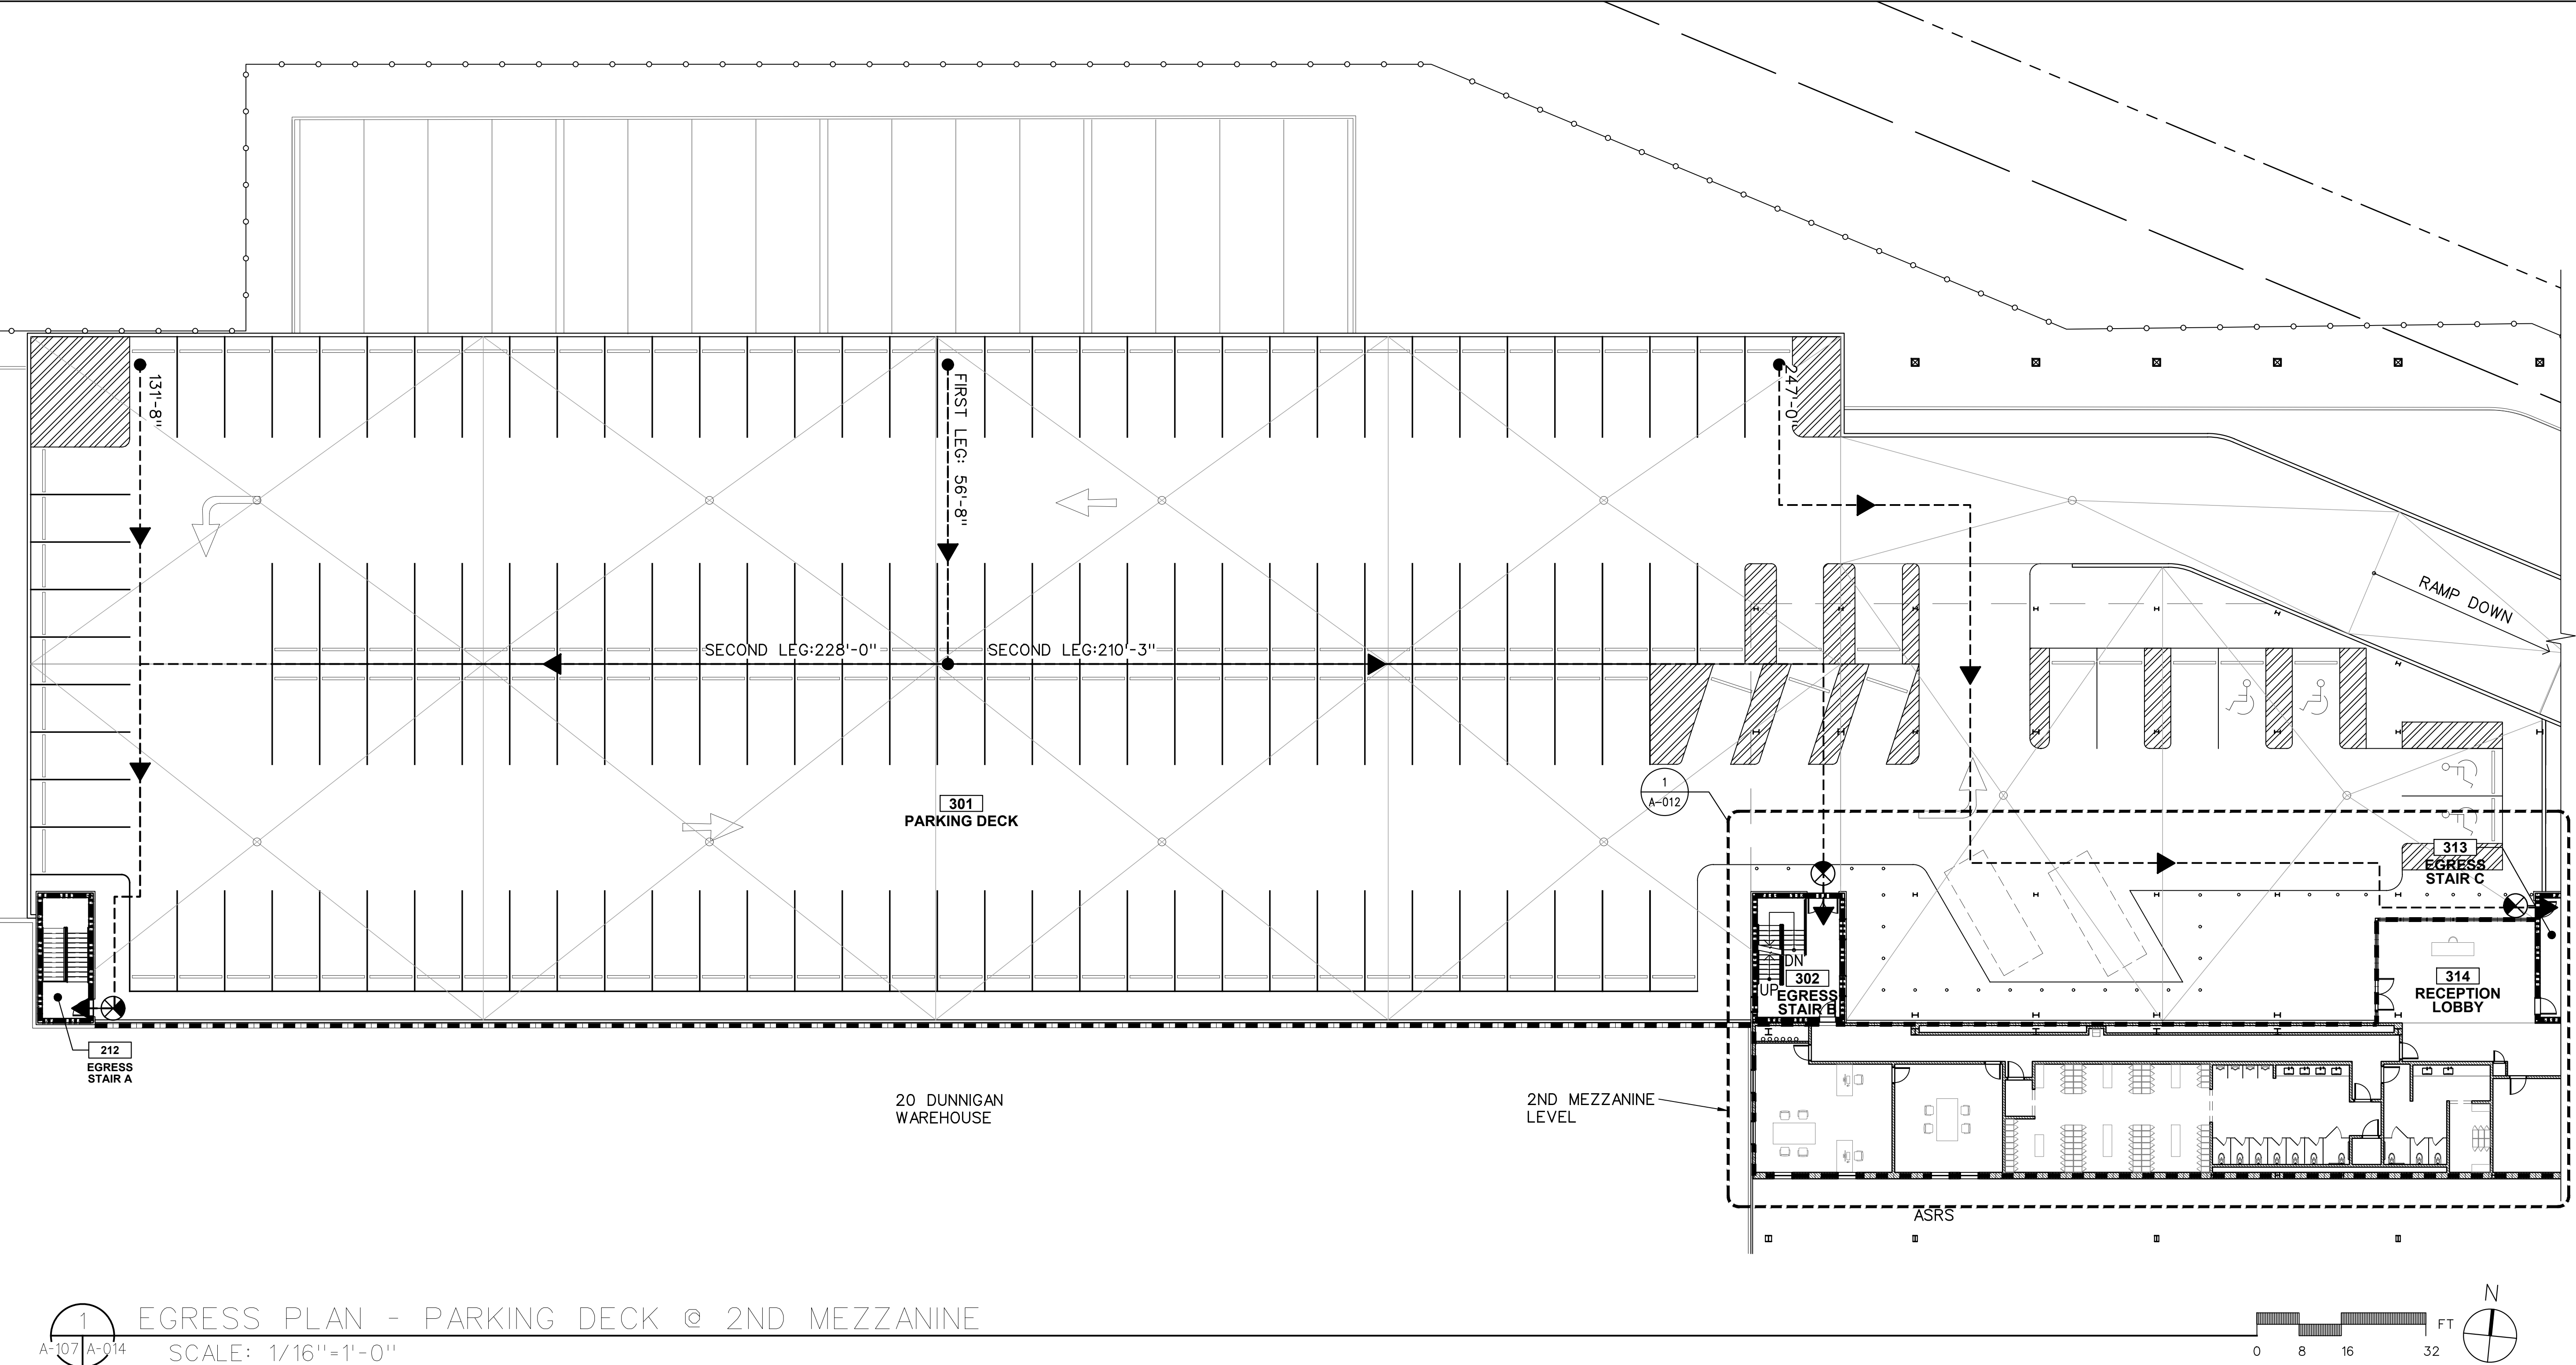 131'-8"
FIRST LEG: 56'-8"
247'-0"
RAMP DOWN
SECOND LEG:228'-0"
SECOND LEG:210'-3"
1
A-012
301
PARKING DECK
313
EGRESS
STAIR C
DN
UP
302
EGRESS
STAIR B
314
RECEPTION
LOBBY
212
EGRESS
STAIR A
20 DUNNIGAN
WAREHOUSE
2ND MEZZANINE
LEVEL
ASRS
1
A-107 A-014
EGRESS PLAN - PARKING DECK @ 2ND MEZZANINE
SCALE: 1/16''=1'-0''
0 8 16 32
FT
N